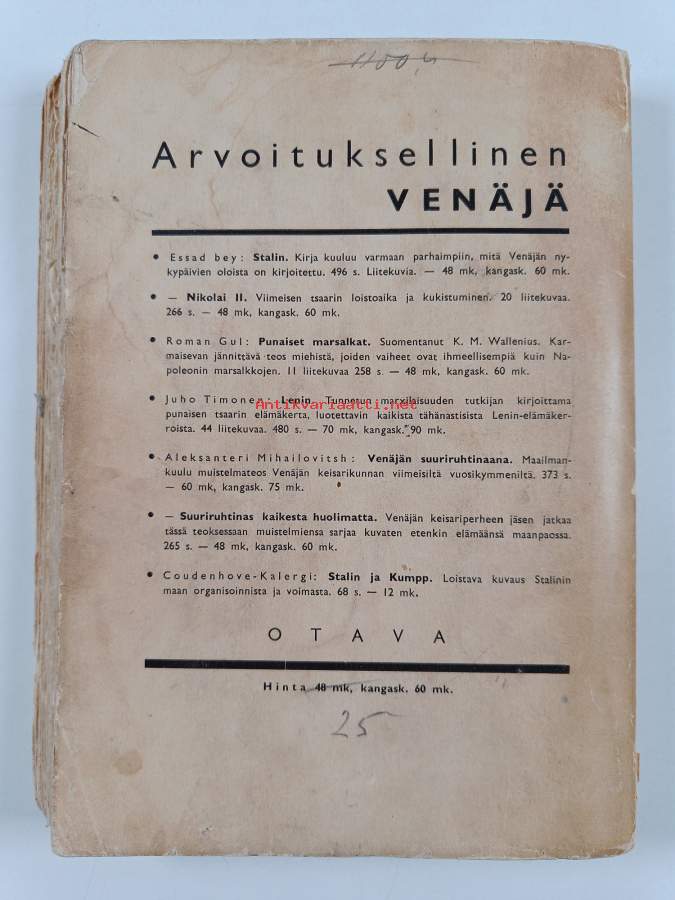 1100,-
Arvoituksellinen
VENÄJÄ
• Essad bey: Stalin. Kirja kuuluu varmaan parhaimpiin, mitä Venäjän ny-
kypäivien oloista on kirjoitettu. 496 s. Liitekuvia. — 48 mk, kangask. 60 mk.
• — Nikolai II. Viimeisen tsaarin loistoaika ja kukistuminen. 20 liitekuvaa.
266 s. — 48 mk, kangask. 60 mk.
• Roman Gul: Punaiset marsalkat. Suomentanut K. M. Wallenius. Kar-
maisevan jännittävä teos miehistä, joiden vaiheet ovat ihmeellisempiä kuin Na-
poleonin marsalkkojen. 11 liitekuvaa 258 s. — 48 mk, kangask. 60 mk.
• Juho Timonen: Lenin. Tunnetun marxilaisuuden tutkijan kirjoittama
Antikvariaatti.net
punaisen tsaarin elämäkerta, luotettavin kaikista tähänastisista Lenin-elämäker-
roista. 44 liitekuvaa. 480 s. — 70 mk, kangask. 90 mk.
• Aleksanteri Mihailovitsh: Venäjän suuriruhtinaana. Maailman-
kuulu muistelmateos Venäjän keisarikunnan viimeisiltä vuosikymmeniltä. 373 s.
— 60 mk, kangask. 75 mk.
• — Suuriruhtinas kaikesta huolimatta. Venäjän keisariperheen jäsen jatkaa
tässä teoksessaan muistelmiensa sarjaa kuvaten etenkin elämäänsä maanpaossa.
265 s. — 48 mk, kangask. 60 mk.
• Coudenhove-Kalergi: Stalin ja Kumpp. Loistava kuvaus Stalinin
maan organisoinnista ja voimasta. 68 s. — 12 mk.
OTAVA
Hinta 48 mk, kangask. 60 mk.
25